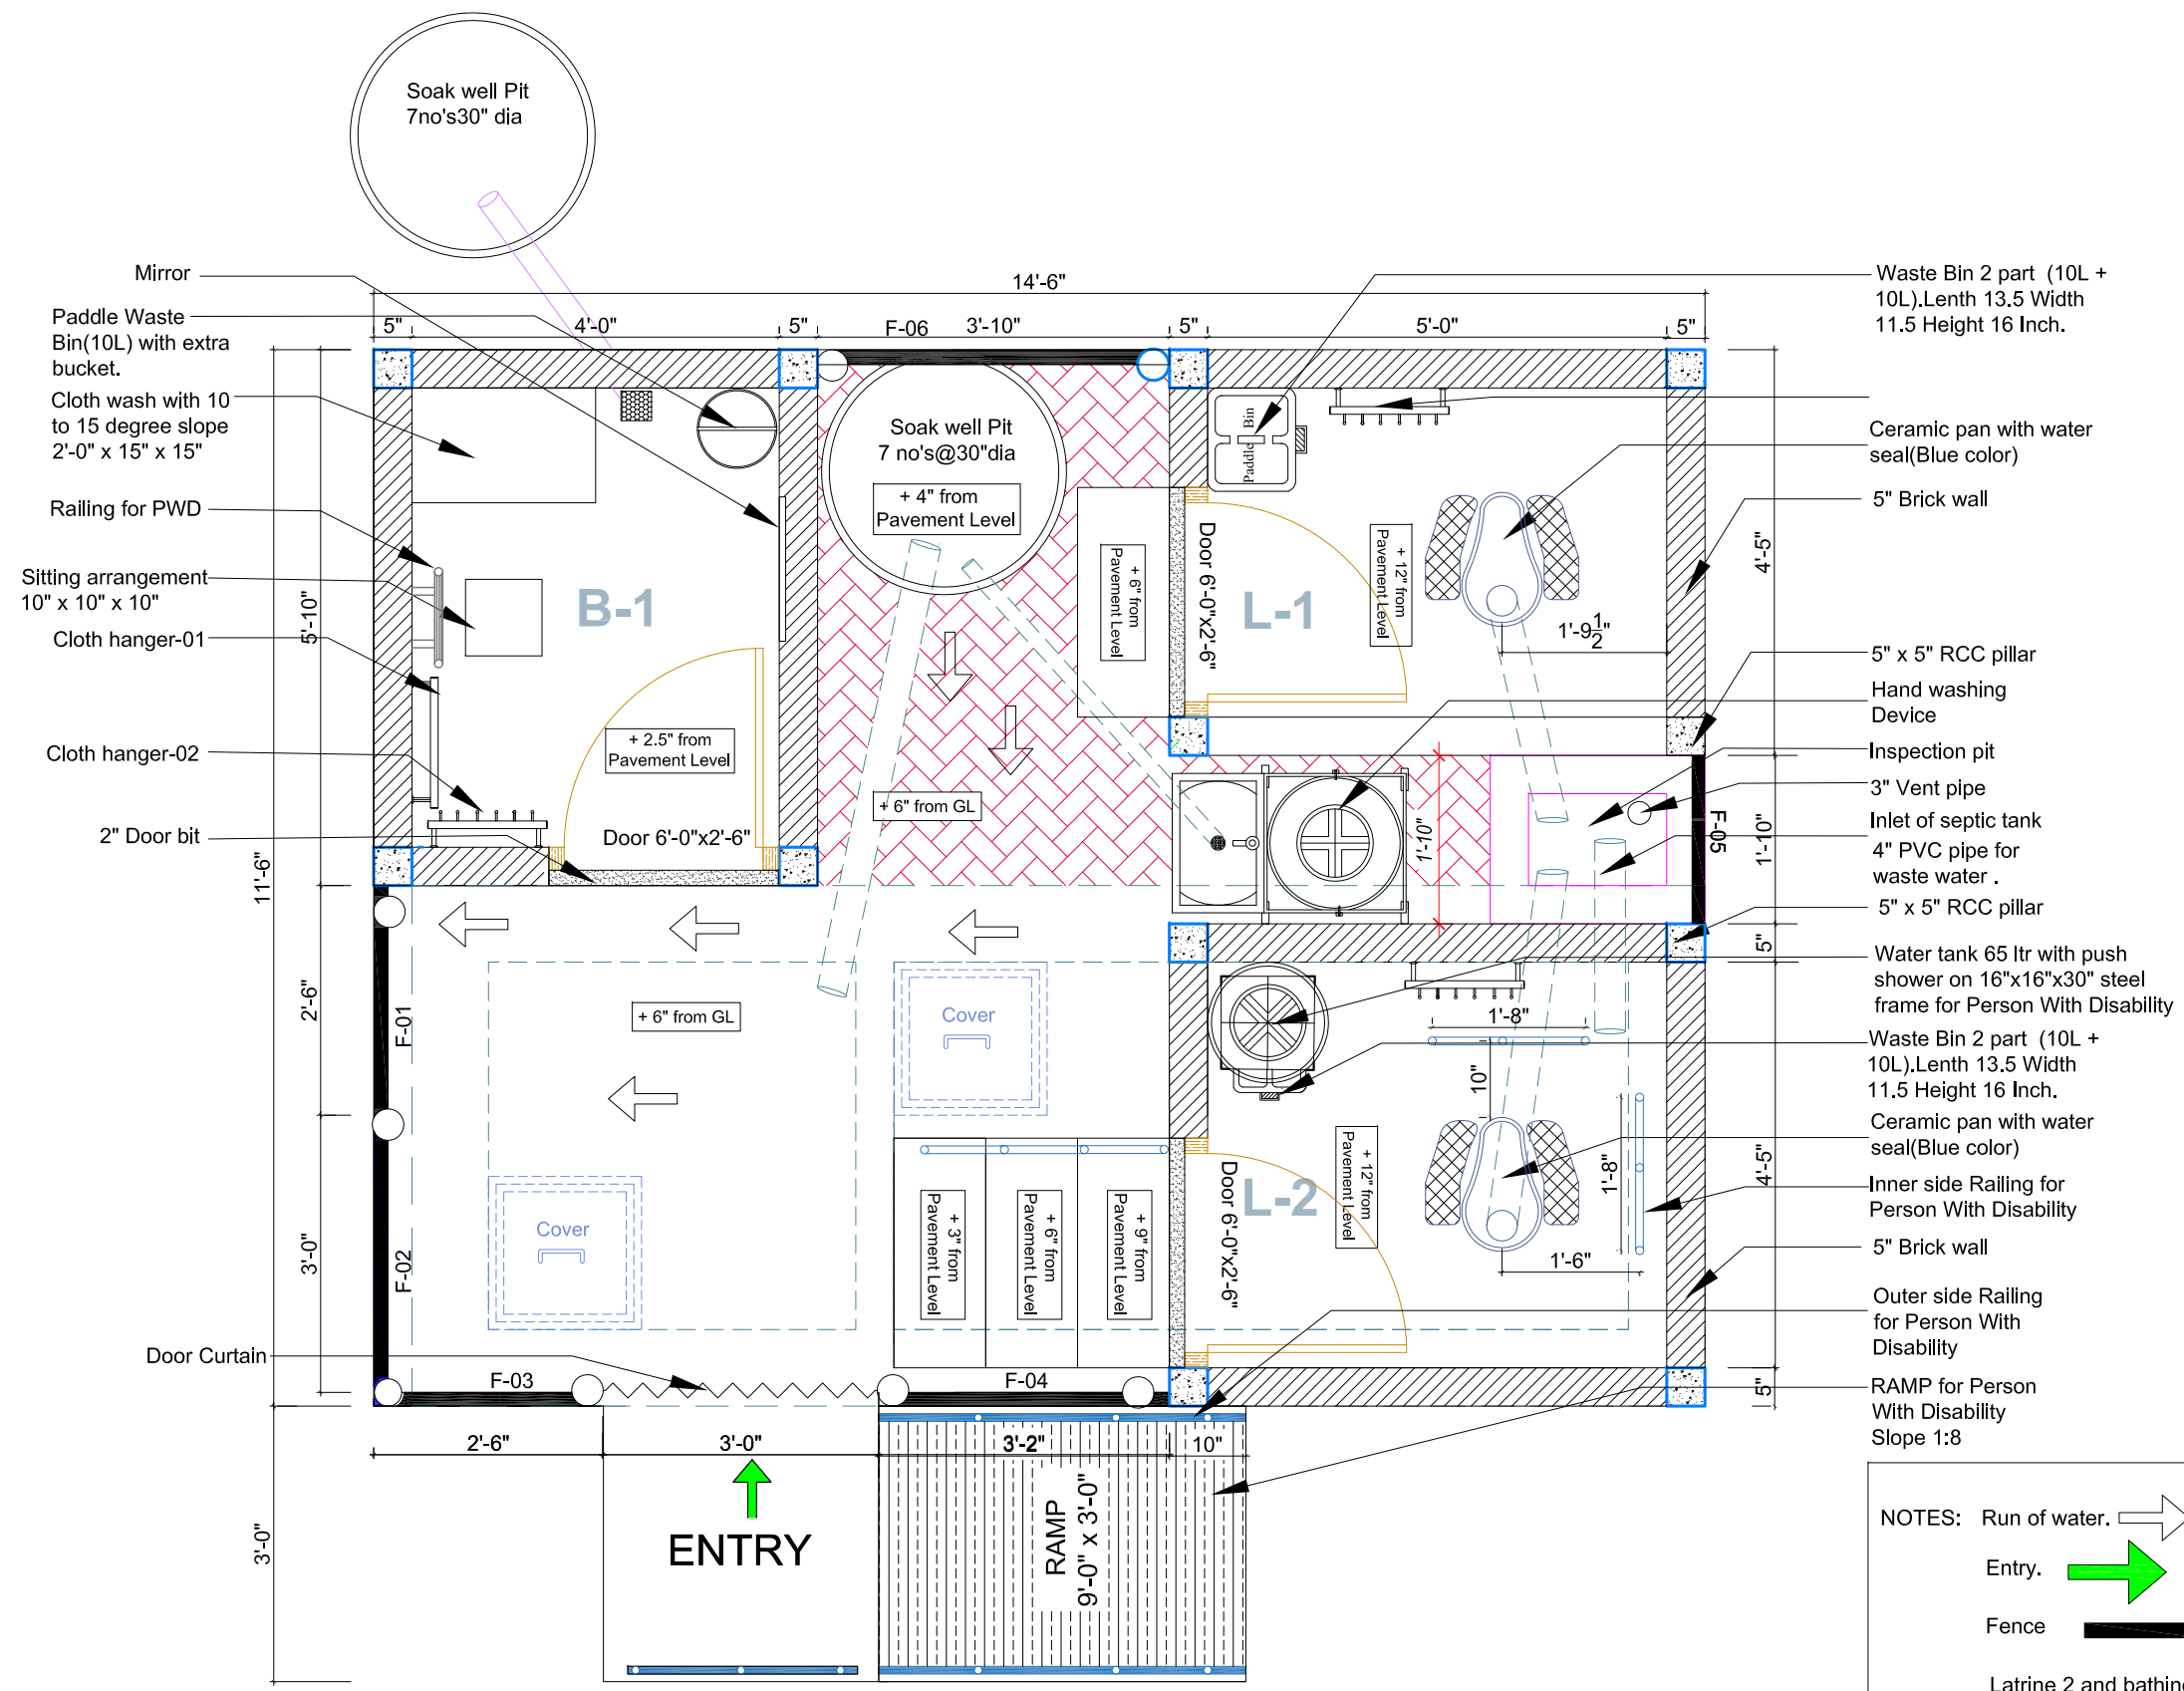 Soak well Pit
7no's30" dia
Mirror
Paddle Waste
Bin(10L) with extra
bucket.
Cloth wash with 10
to 15 degree slope
2'-0" x 15" x 15"
Railing for PWD
Sitting arrangement
10" x 10" x 10"
Cloth hanger-01
Cloth hanger-02
2" Door bit
Door Curtain
14'-6"
5"
4'-0"
5"
F-06
3'-10"
5"
5'-0"
5"
5'-10"
11'-6"
2'-6"
3'-0"
3'-0"
B-1
+ 2.5" from
Pavement Level
Door 6'-0"x2'-6"
Soak well Pit
7 no's@30"dia
+ 4" from
Pavement Level
+ 6" from
Pavement Level
+ 6" from GL
Paddle Bin
Door 6'-0"x2'-6"
L-1
+ 12" from
Pavement Level
1'-9 1/2"
1'-10"
F-05
4'-5"
1'-10"
5"
4'-5"
5"
F-01
F-02
+ 6" from GL
Cover
Cover
+ 3" from
Pavement Level
+ 6" from
Pavement Level
+ 9" from
Pavement Level
Door 6'-0"x2'-6"
L-2
+ 12" from
Pavement Level
1'-8"
10"
1'-8"
1'-6"
F-03
F-04
2'-6"
3'-0"
3'-2"
10"
ENTRY
RAMP
9'-0" x 3'-0"
Waste Bin 2 part (10L +
10L).Lenth 13.5 Width
11.5 Height 16 Inch.
Ceramic pan with water
seal(Blue color)
5" Brick wall
5" x 5" RCC pillar
Hand washing
Device
Inspection pit
3" Vent pipe
Inlet of septic tank
4" PVC pipe for
waste water .
5" x 5" RCC pillar
Water tank 65 ltr with push
shower on 16"x16"x30" steel
frame for Person With Disability
Waste Bin 2 part (10L +
10L).Lenth 13.5 Width
11.5 Height 16 Inch.
Ceramic pan with water
seal(Blue color)
Inner side Railing for
Person With Disability
5" Brick wall
Outer side Railing
for Person With
Disability
RAMP for Person
With Disability
Slope 1:8
NOTES: Run of water.
Entry.
Fence
Latrine 2 and bathing